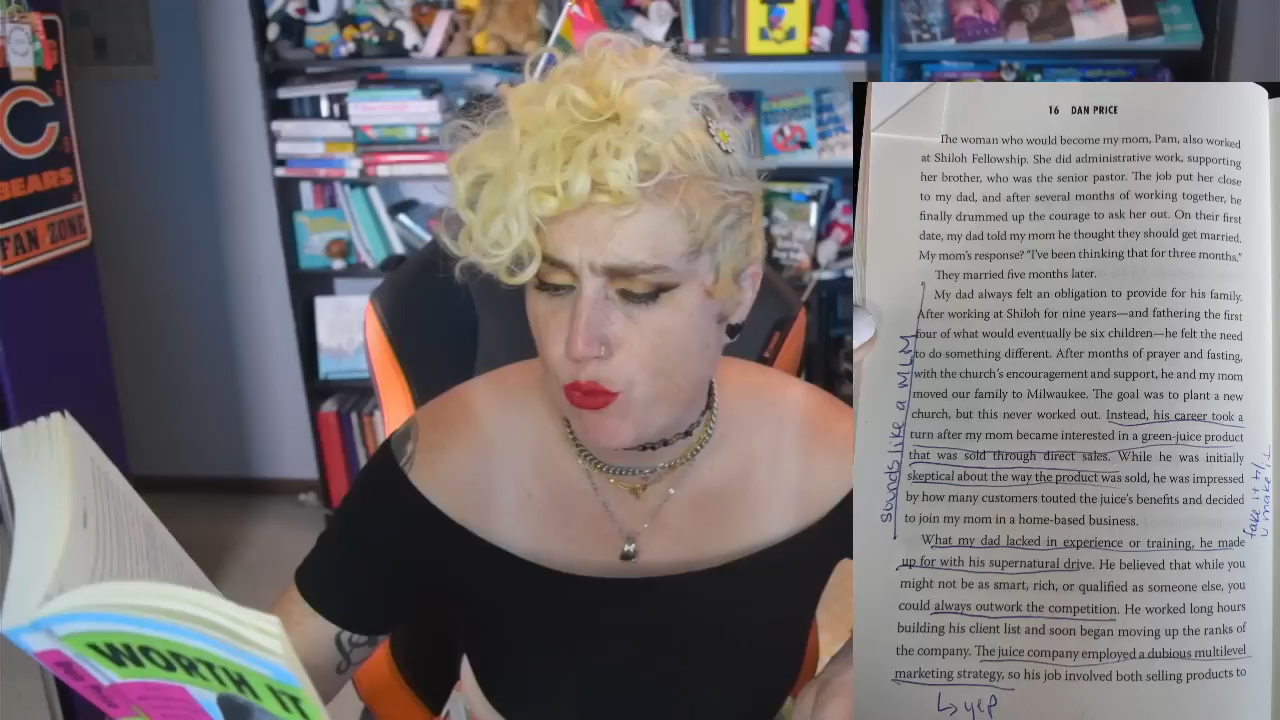 C
BEARS
FAN ZONE
WORTH IT
16 DAN PRICE
The woman who would become my mom, Pam, also worked
at Shiloh Fellowship. She did administrative work, supporting
her brother, who was the senior pastor. The job put her close
to my dad, and after several months of working together, he
finally drummed up the courage to ask her out. On their first
date, my dad told my mom he thought they should get married.
My mom's response? "I've been thinking that for three months."
They married five months later.
My dad always felt an obligation to provide for his family.
After working at Shiloh for nine years—and fathering the first
four of what would eventually be six children—he felt the need
to do something different. After months of prayer and fasting,
with the church's encouragement and support, he and my mom
moved our family to Milwaukee. The goal was to plant a new
church, but this never worked out. Instead, his career took a
turn after my mom became interested in a green-juice product
that was sold through direct sales. While he was initially
skeptical about the way the product was sold, he was impressed
by how many customers touted the juice's benefits and decided
to join my mom in a home-based business.
What my dad lacked in experience or training, he made
up for with his supernatural drive. He believed that while you
might not be as smart, rich, or qualified as someone else, you
could always outwork the competition. He worked long hours
building his client list and soon began moving up the ranks of
the company. The juice company employed a dubious multilevel
marketing strategy, so his job involved both selling products to
sounds like a MLM
fake it til
u make it
↳ yep